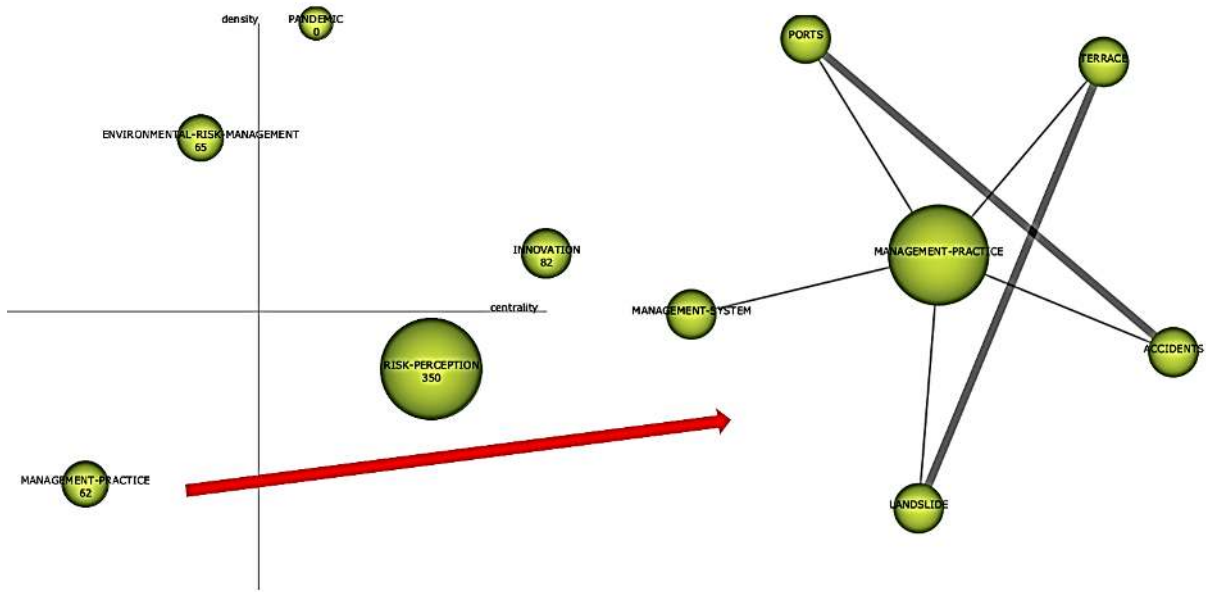 density
PANDEMIC
0
ENVIRONMENTAL-RISK-MANAGEMENT
65
INNOVATION
82
centrality
RISK-PERCEPTION
350
MANAGEMENT-PRACTICE
62
PORTS
TERRACE
MANAGEMENT-PRACTICE
MANAGEMENT-SYSTEM
ACCIDENTS
LANDSLIDE